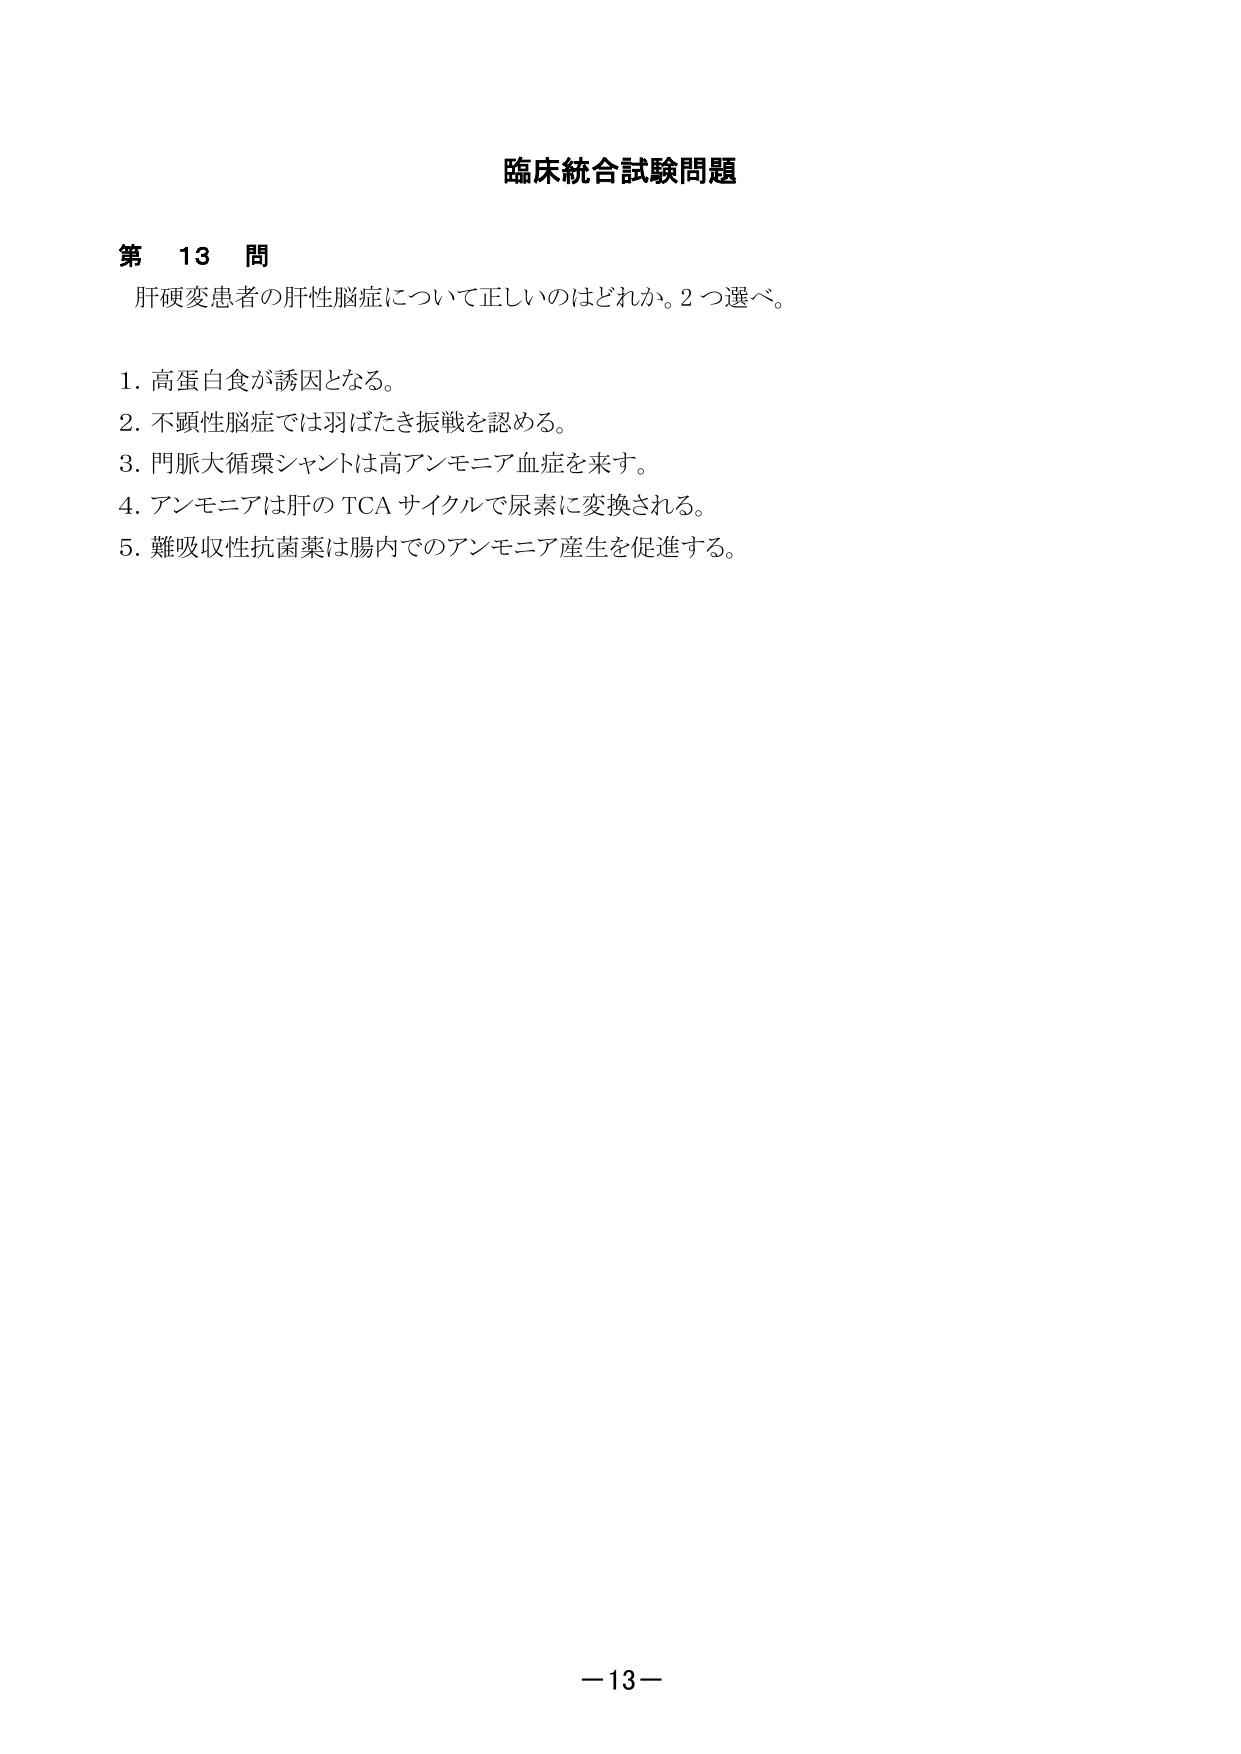 臨床統合試験問題
第 13 問
肝硬変患者の肝性脳症について正しいのはどれか。2つ選べ。
1. 高蛋白食が誘因となる。
2. 不顕性脳症では羽ばたき振戦を認める。
3. 門脈大循環シャントは高アンモニア血症を来す。
4. アンモニアは肝の TCA サイクルで尿素に変換される。
5. 難吸収性抗菌薬は腸内でのアンモニア産生を促進する。
－13－